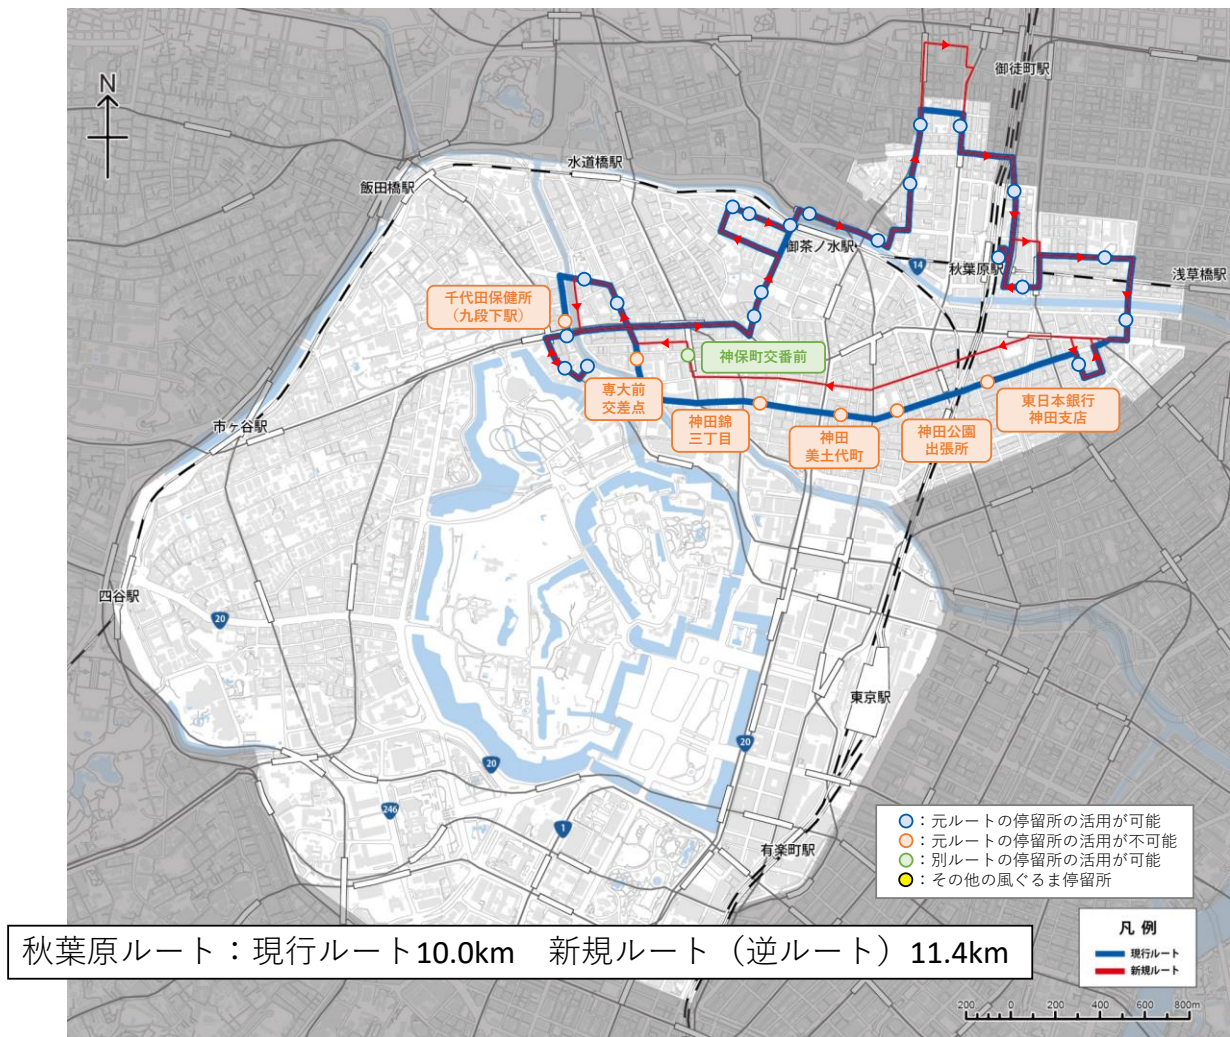 N
御徒町駅
水道橋駅
飯田橋駅
御茶ノ水駅
14
秋葉原駅
浅草橋駅
千代田保健所
（九段下駅）
神保町交番前
専大前
交差点
東日本銀行
神田支店
神田錦
三丁目
神田
美土代町
神田公園
出張所
市ヶ谷駅
四谷駅
20
東京駅
20
20
246
1
有楽町駅
：元ルートの停留所の活用が可能
：元ルートの停留所の活用が不可能
：別ルートの停留所の活用が可能
：その他の風ぐるま停留所
秋葉原ルート：現行ルート10.0km　新規ルート（逆ルート）11.4km
凡 例
現行ルート
新規ルート
200 0 200 400 600 800m